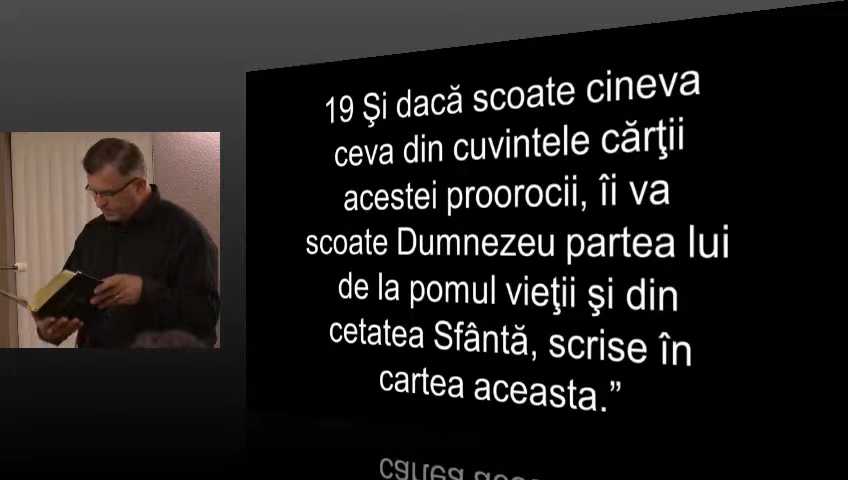 19 Şi dacă scoate cineva
ceva din cuvintele cărţii
acestei proorocii, îi va
scoate Dumnezeu partea lui
de la pomul vieţii şi din
cetatea Sfântă, scrise în
cartea aceasta.”